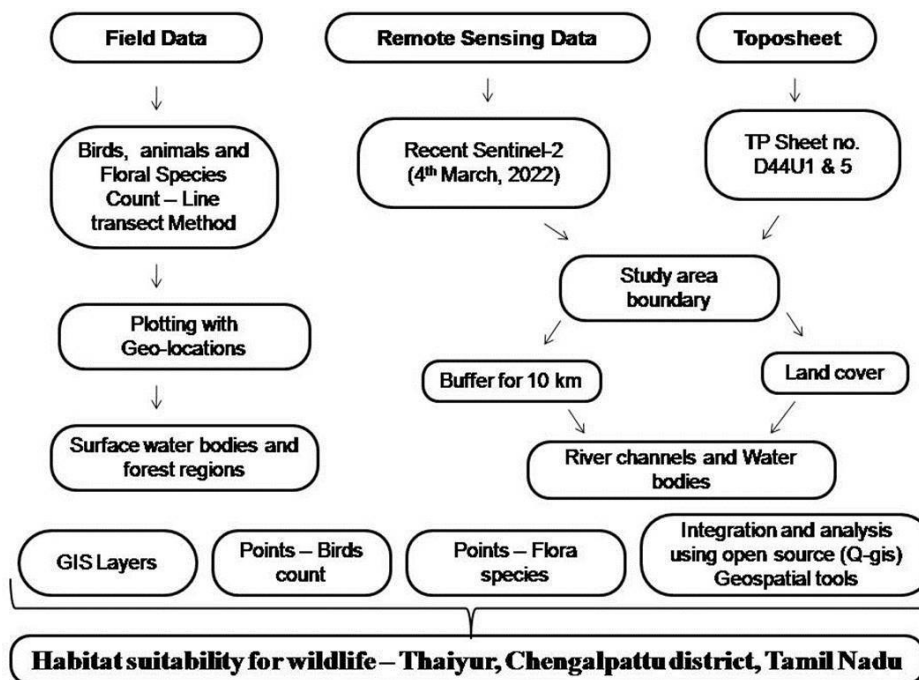 Field Data
Remote Sensing Data
Toposheet
Birds, animals and
Floral Species
Count – Line
transect Method
Recent Sentinel-2
(4th March, 2022)
TP Sheet no.
D44U1 & 5
Study area
boundary
Plotting with
Geo-locations
Buffer for 10 km
Land cover
Surface water bodies and
forest regions
River channels and Water
bodies
GIS Layers
Points – Birds
count
Points – Flora
species
Integration and analysis
using open source (Q-gis)
Geospatial tools
Habitat suitability for wildlife – Thaiyur, Chengalpattu district, Tamil Nadu